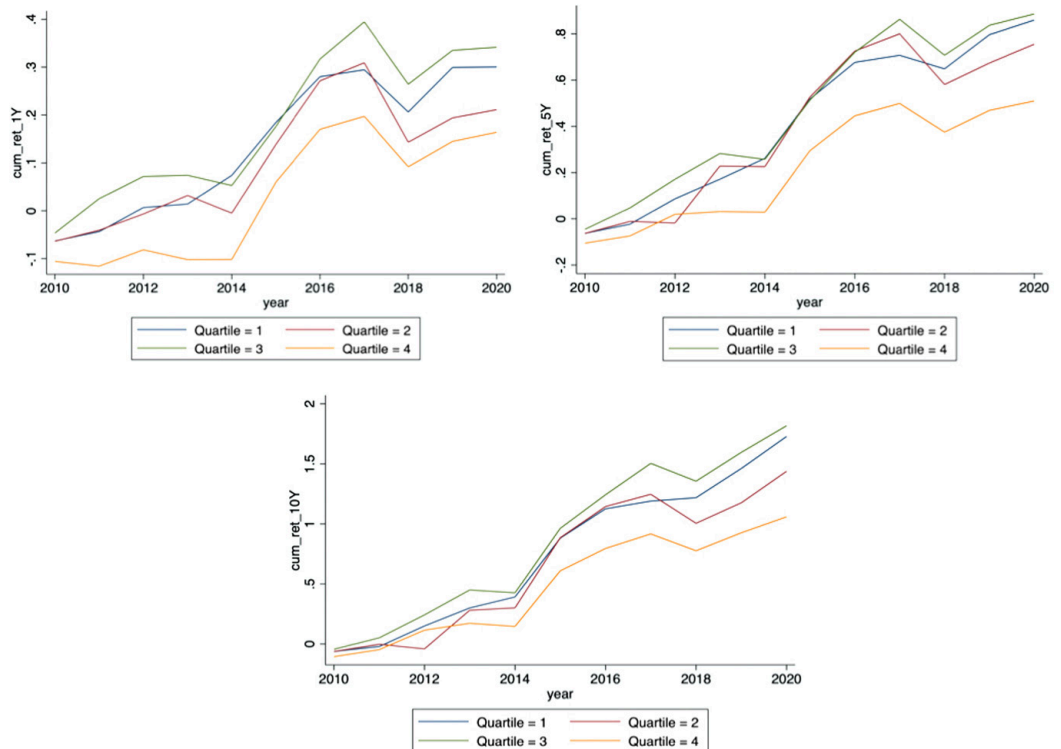 cum_ret_1Y
.4
.3
.2
.1
0
-.1
2010 2012 2014 2016 2018 2020
year
Quartile = 1 Quartile = 2
Quartile = 3 Quartile = 4
cum_ret_5Y
.8
.6
.4
.2
0
-.2
2010 2012 2014 2016 2018 2020
year
Quartile = 1 Quartile = 2
Quartile = 3 Quartile = 4
cum_ret_10Y
2
1.5
1
.5
0
2010 2012 2014 2016 2018 2020
year
Quartile = 1 Quartile = 2
Quartile = 3 Quartile = 4